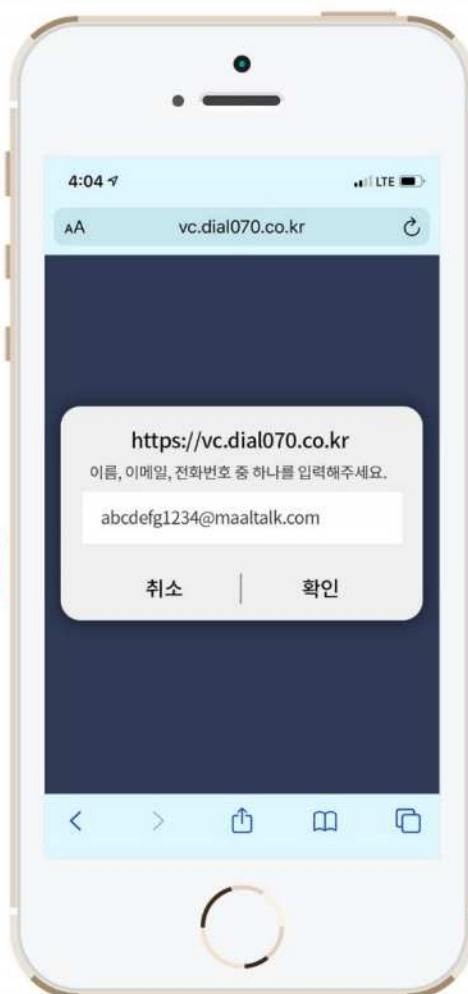 4:04
LTE
AA vc.dial070.co.kr
https://vc.dial070.co.kr
이름, 이메일, 전화번호 중 하나를 입력해주세요.
abcdefg1234@maaltalk.com
취소 | 확인